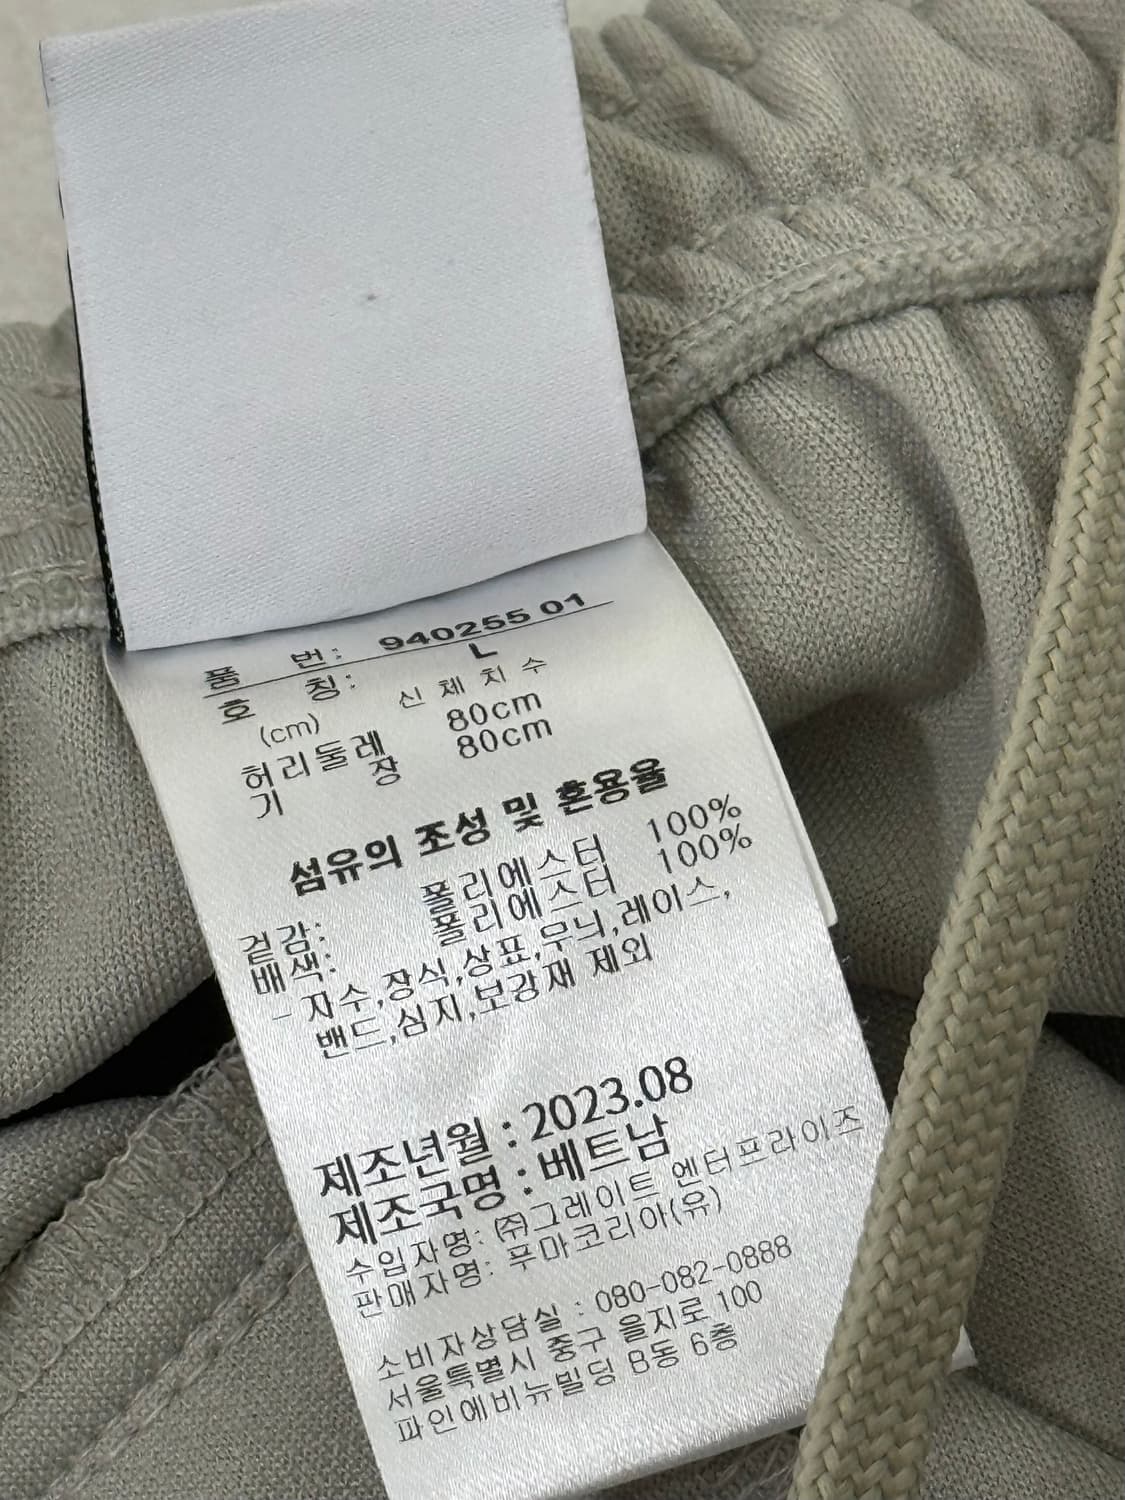 품 번: 940255 01
호 칭: L
(cm) 신체치수
허리둘레 80cm
기 장 80cm
섬유의 조성 및 혼용율
겉감: 폴리에스터 100%
배색: 폴리에스터 100%
- 자수,장식,상표,무늬,레이스,
밴드,심지,보강재 제외
제조년월 : 2023.08
제조국명 : 베트남
수입자명: ㈜그레이트 엔터프라이즈
판매자명: 푸마코리아(유)
소비자상담실 : 080-082-0888
서울특별시 중구 을지로 100
파인에비뉴빌딩 B동 6층